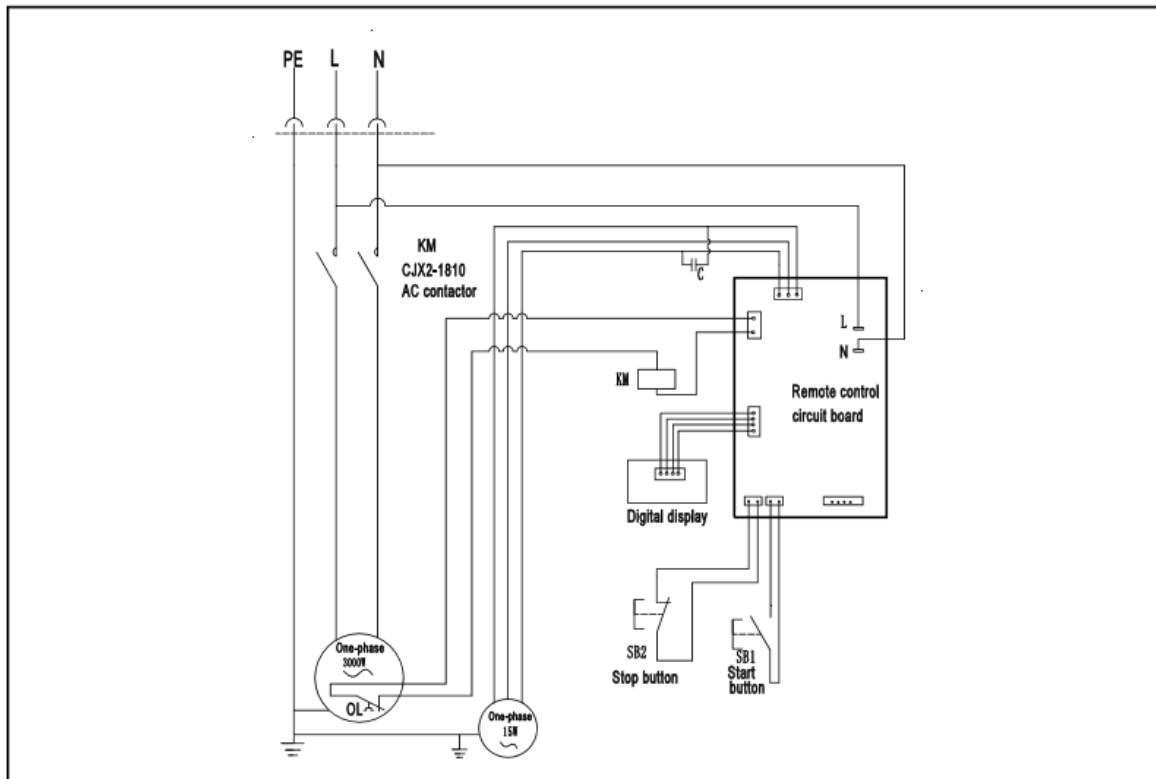 PE L N
KM
CJX2-1810
AC contactor
C
L
N
KM
Remote control
circuit board
Digital display
SB2
Stop button
SB1
Start
button
One-phase
3000W
OL
One-phase
15W